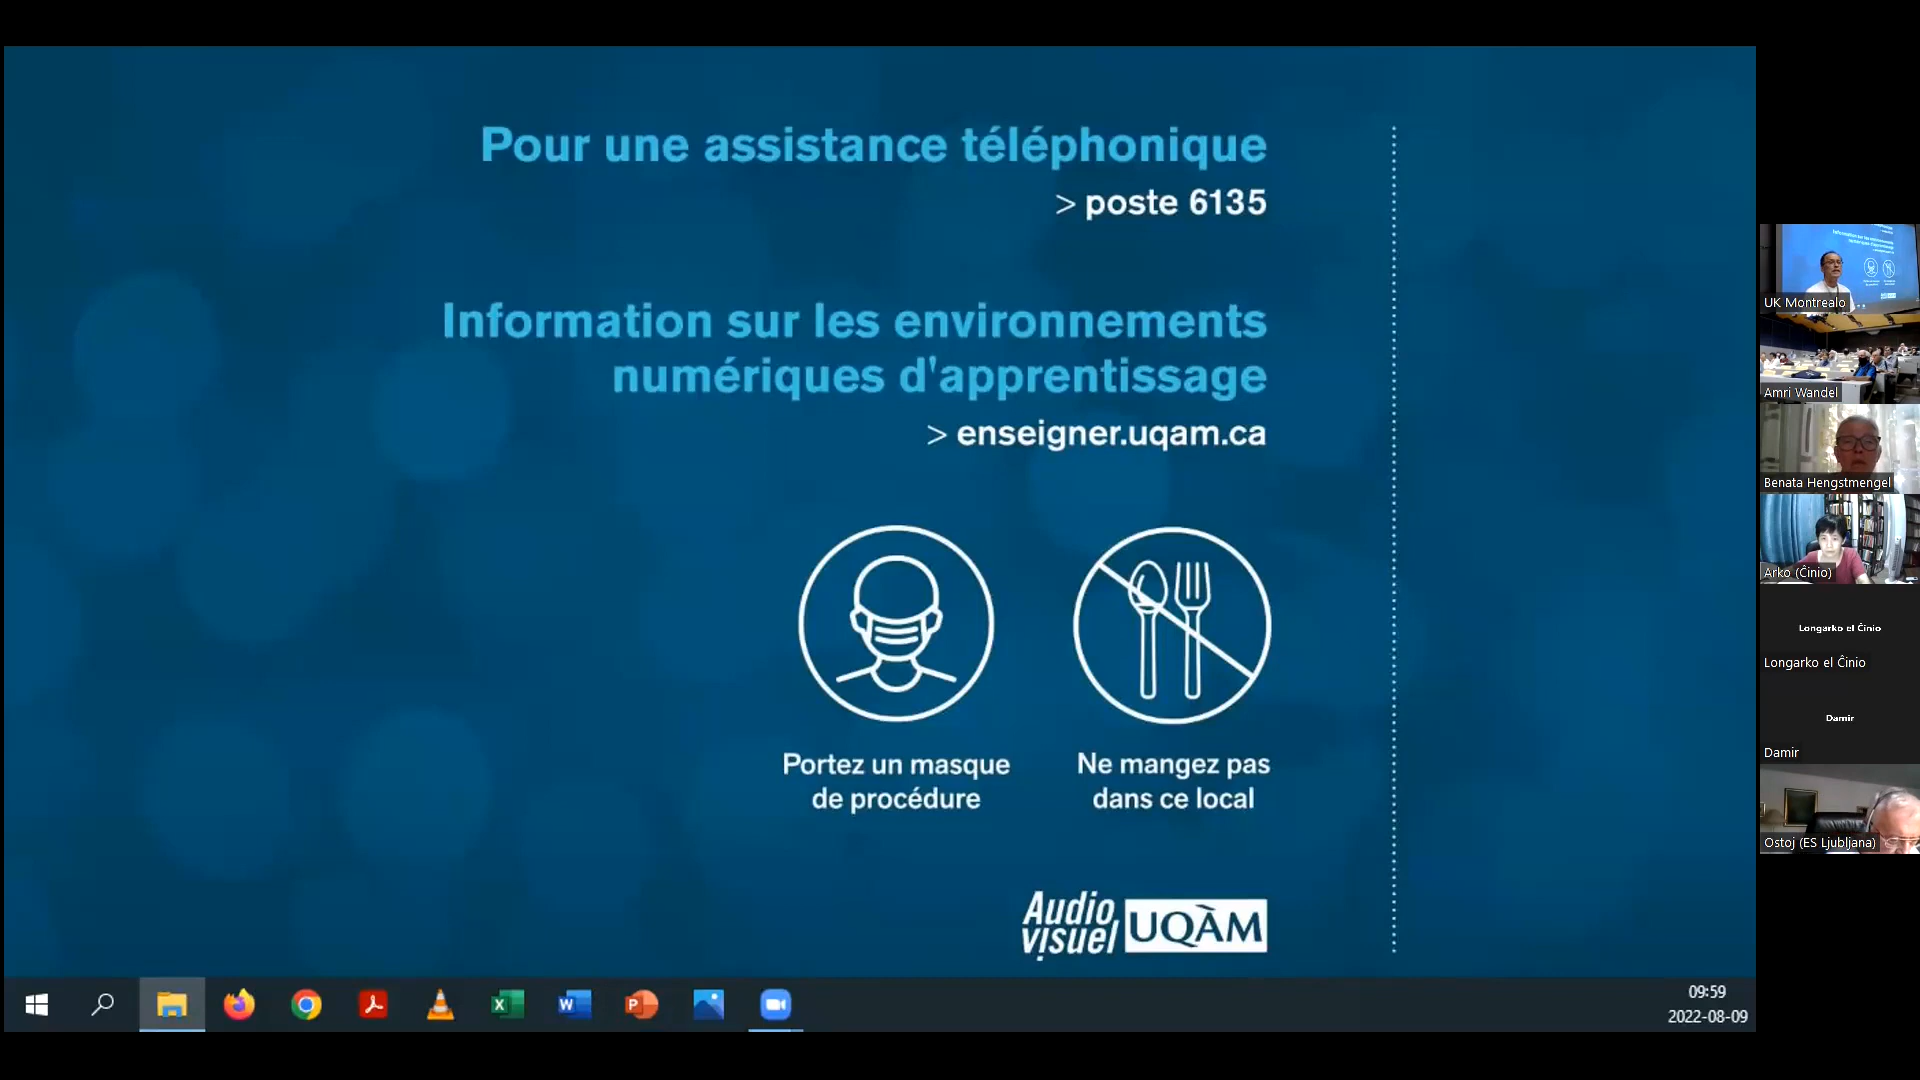 Pour une assistance téléphonique
> poste 6135
Information sur les environnements
numériques d'apprentissage
> enseigner.uqam.ca
Portez un masque
de procédure
Ne mangez pas
dans ce local
Audio
visuel
UQÀM
09:59
2022-08-09
UK Montrealo
Amri Wandel
Benata Hengstmengel
Arko (Ĉinio)
Longarko el Ĉinio
Longarko el Ĉinio
Damir
Damir
Ostoj (ES Ljubljana)